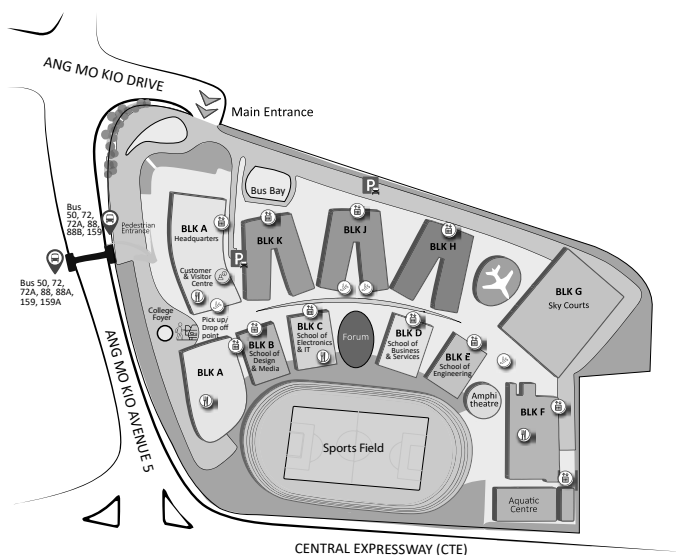 ANG MO KIO DRIVE
Main Entrance
Bus Bay
P
Bus
50, 72,
72A, 88,
88B, 159
Pedestrian
Entrance
BLK A
Headquarters
BLK K
BLK J
BLK H
BLK G
Sky Courts
P
Customer
& Visitor
Centre
Bus 50, 72,
72A, 88, 88A,
159, 159A
College
Foyer
Pick up/
Drop off
point
BLK A
BLK B
School of
Design
& Media
BLK C
School of
Electronics
& IT
Forum
BLK D
School of
Business
& Services
BLK E
School of
Engineering
Amphi
theatre
BLK F
Sports Field
Aquatic
Centre
ANG MO KIO AVENUE 5
CENTRAL EXPRESSWAY (CTE)